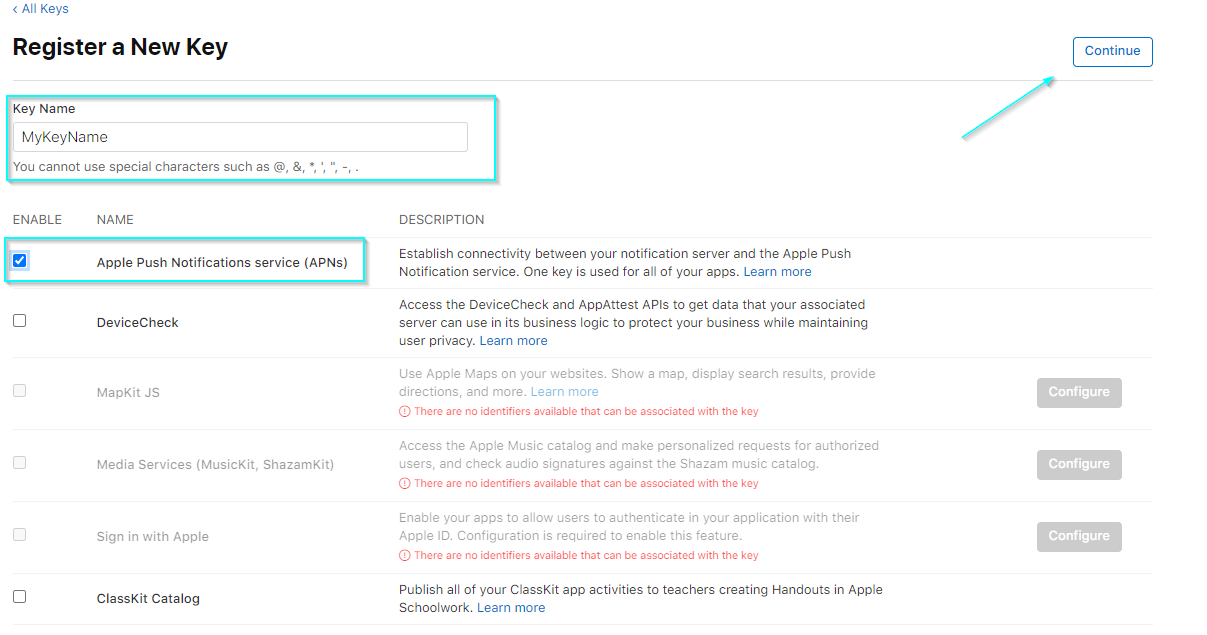 ‹ All Keys
Register a New Key
Continue
Key Name
MyKeyName
You cannot use special characters such as @, &, *, ', ", -, .
ENABLE NAME DESCRIPTION
Apple Push Notifications service (APNs)
Establish connectivity between your notification server and the Apple Push
Notification service. One key is used for all of your apps. Learn more
DeviceCheck
Access the DeviceCheck and AppAttest APIs to get data that your associated
server can use in its business logic to protect your business while maintaining
user privacy. Learn more
MapKit JS
Use Apple Maps on your websites. Show a map, display search results, provide
directions, and more. Learn more
There are no identifiers available that can be associated with the key
Configure
Media Services (MusicKit, ShazamKit)
Access the Apple Music catalog and make personalized requests for authorized
users, and check audio signatures against the Shazam music catalog.
There are no identifiers available that can be associated with the key
Configure
Sign in with Apple
Enable your apps to allow users to authenticate in your application with their
Apple ID. Configuration is required to enable this feature.
There are no identifiers available that can be associated with the key
Configure
ClassKit Catalog
Publish all of your ClassKit app activities to teachers creating Handouts in Apple
Schoolwork. Learn more